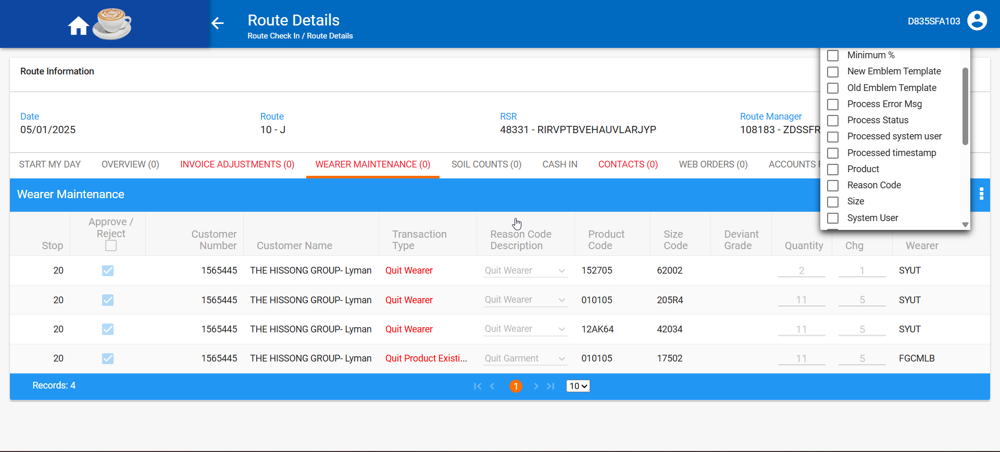 Route Details
Route Check In / Route Details
D835SFA103
Route Information
Date
05/01/2025
Route
10 - J
RSR
48331 - RIRVPTBVEHAUVLARJYP
Route Manager
108183 - ZDSSFR
Minimum %
New Emblem Template
Old Emblem Template
Process Error Msg
Process Status
Processed system user
Processed timestamp
Product
Reason Code
Size
System User
START MY DAY OVERVIEW (0) INVOICE ADJUSTMENTS (0) WEARER MAINTENANCE (0) SOIL COUNTS (0) CASH IN CONTACTS (0) WEB ORDERS (0) ACCOUNTS
Wearer Maintenance
Stop
Approve /
Reject
Customer
Number
Customer Name
Transaction
Type
Reason Code
Description
Product
Code
Size
Code
Deviant
Grade
Quantity
Chg
Wearer
20 1565445 THE HISSONG GROUP- Lyman Quit Wearer Quit Wearer 152705 62002 2 1 SYUT
20 1565445 THE HISSONG GROUP- Lyman Quit Wearer Quit Wearer 010105 205R4 11 5 SYUT
20 1565445 THE HISSONG GROUP- Lyman Quit Wearer Quit Wearer 12AK64 42034 11 5 SYUT
20 1565445 THE HISSONG GROUP- Lyman Quit Product Existi... Quit Garment 010105 17502 11 5 FGCMLB
Records: 4
1
10